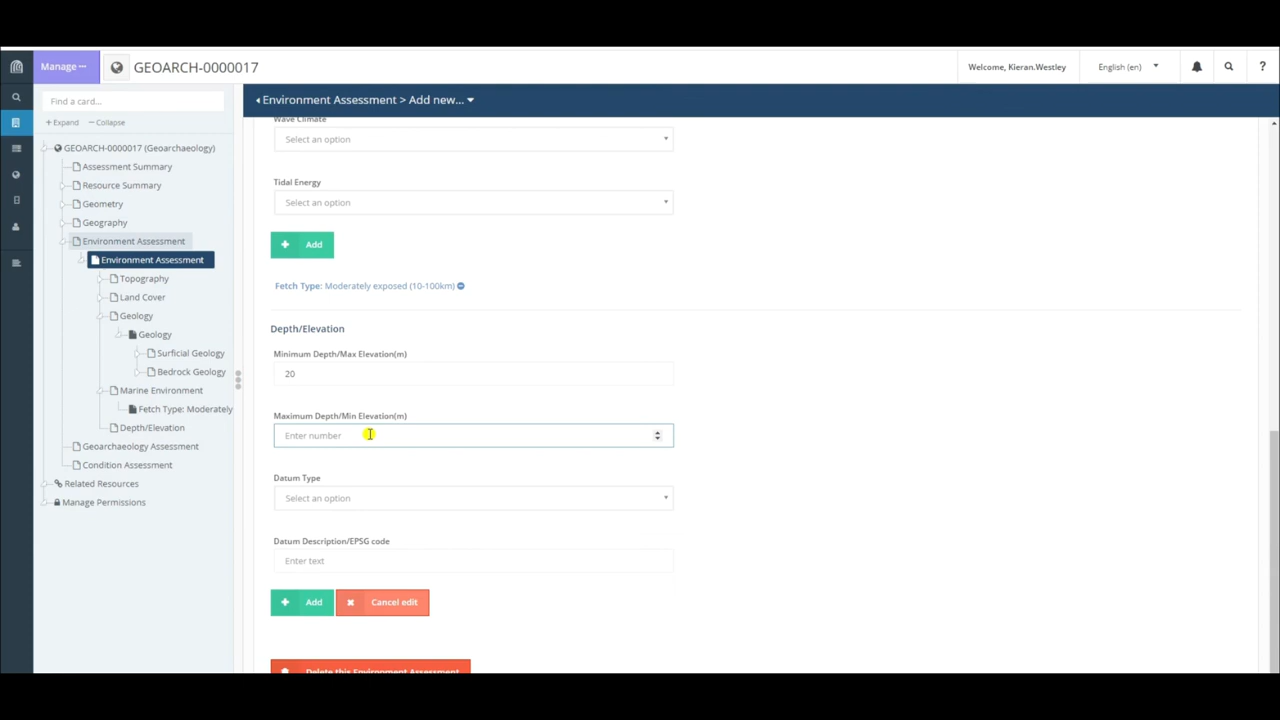 Manage ···
GEOARCH-0000017
Welcome, Kieran.Westley
English (en)
?
Find a card...
+ Expand
− Collapse
GEOARCH-0000017 (Geoarchaeology)
Assessment Summary
Resource Summary
Geometry
Geography
Environment Assessment
Environment Assessment
Topography
Land Cover
Geology
Geology
Surficial Geology
Bedrock Geology
Marine Environment
Fetch Type: Moderately
Depth/Elevation
Geoarchaeology Assessment
Condition Assessment
Related Resources
Manage Permissions
Environment Assessment > Add new...
Wave Climate
Select an option
Tidal Energy
Select an option
Add
Fetch Type: Moderately exposed (10-100km)
Depth/Elevation
Minimum Depth/Max Elevation(m)
20
Maximum Depth/Min Elevation(m)
Enter number
Datum Type
Select an option
Datum Description/EPSG code
Enter text
Add
Cancel edit
Delete this Environment Assessment